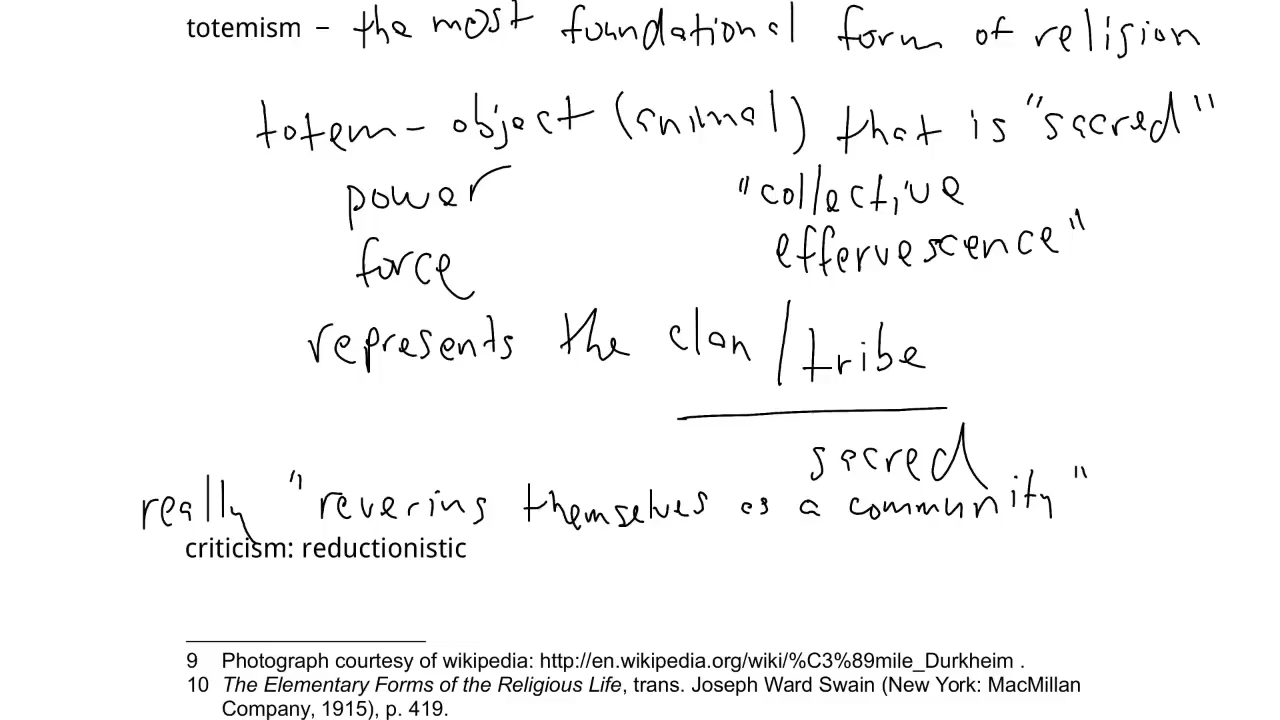 totemism – the most foundational form of religion
totem – object (animal) that is "sacred"
power "collective
force effervescence"
represents the clan / tribe
sacred
really "revering themselves as a community"
criticism: reductionistic
9 Photograph courtesy of wikipedia: http://en.wikipedia.org/wiki/%C3%89mile_Durkheim .
10 The Elementary Forms of the Religious Life, trans. Joseph Ward Swain (New York: MacMillan
Company, 1915), p. 419.